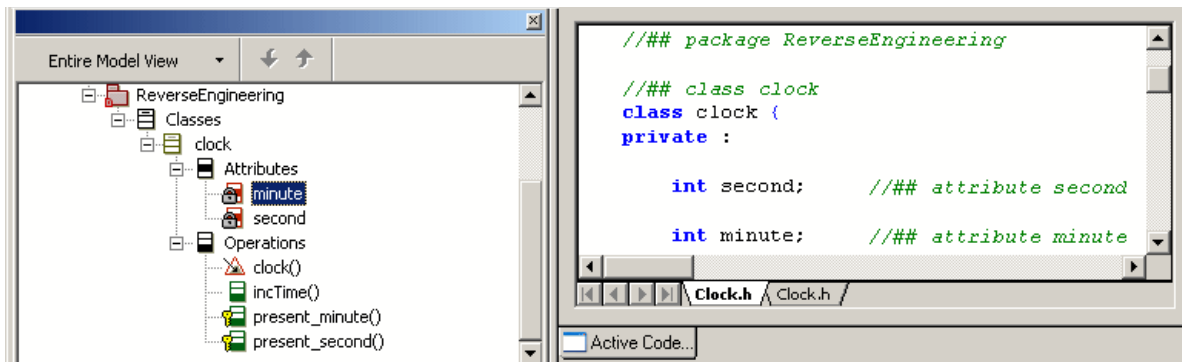 Entire Model View
ReverseEngineering
Classes
clock
Attributes
minute
second
Operations
clock()
incTime()
present_minute()
present_second()
//## package ReverseEngineering
//## class clock
class clock {
private :
int second; //## attribute second
int minute; //## attribute minute
Clock.h Clock.h
Active Code...